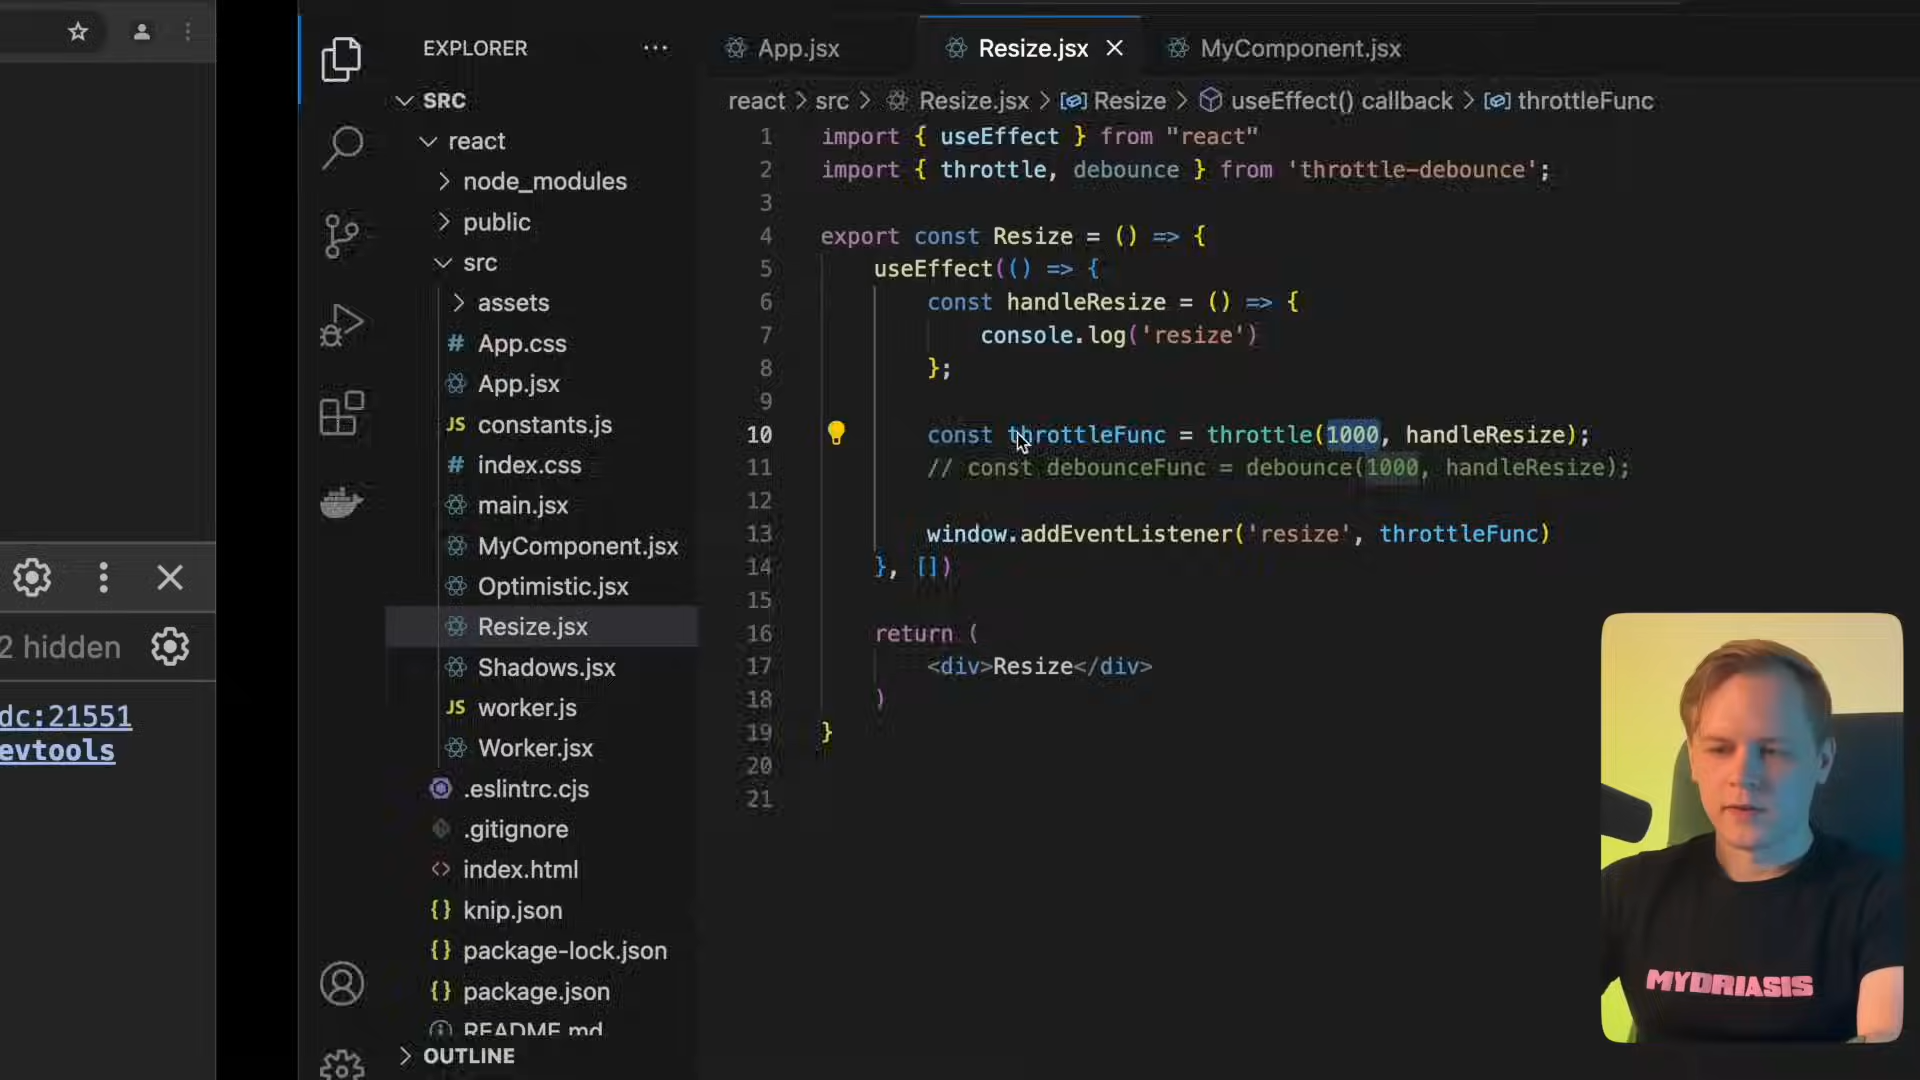 2 hidden
dc:21551
evtools
EXPLORER
SRC
react
node_modules
public
src
assets
# App.css
App.jsx
JS constants.js
# index.css
main.jsx
MyComponent.jsx
Optimistic.jsx
Resize.jsx
Shadows.jsx
JS worker.js
Worker.jsx
.eslintrc.cjs
.gitignore
<> index.html
{} knip.json
{} package-lock.json
{} package.json
README.md
OUTLINE
App.jsx Resize.jsx MyComponent.jsx
react > src > Resize.jsx > Resize > useEffect() callback > throttleFunc
1 import { useEffect } from "react"
2 import { throttle, debounce } from 'throttle-debounce';
3
4 export const Resize = () => {
5 useEffect(() => {
6 const handleResize = () => {
7 console.log('resize')
8 };
9
10 const throttleFunc = throttle(1000, handleResize);
11 // const debounceFunc = debounce(1000, handleResize);
12
13 window.addEventListener('resize', throttleFunc)
14 }, [])
15
16 return (
17 <div>Resize</div>
18 )
19 }
20
21
MYDRIASIS